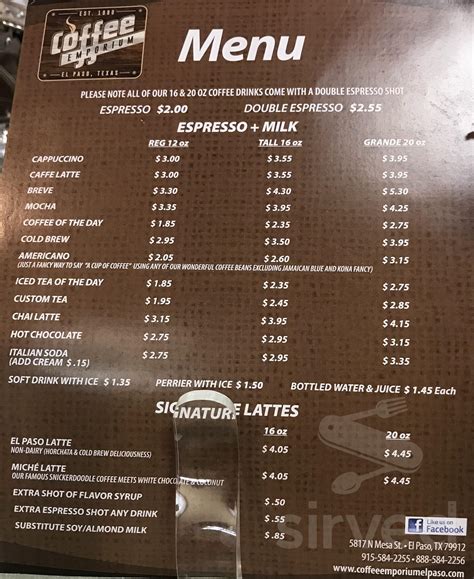 EST. 1990
Coffee
EMPORIUM
EL PASO, TEXAS
Menu
PLEASE NOTE ALL OF OUR 16 & 20 OZ COFFEE DRINKS COME WITH A DOUBLE ESPRESSO SHOT
ESPRESSO $2.00 DOUBLE ESPRESSO $2.55
ESPRESSO + MILK
REG 12 oz TALL 16 oz GRANDE 20 oz
CAPPUCINO $ 3.00 $ 3.55 $ 3.95
CAFFE LATTE $ 3.00 $ 3.55 $ 3.95
BREVE $ 3.30 $ 4.30 $ 5.30
MOCHA $ 3.35 $ 3.95 $ 4.25
COFFEE OF THE DAY $ 1.85 $ 2.35 $ 2.75
COLD BREW $ 2.95 $ 3.50 $ 3.95
AMERICANO $ 2.05 $ 2.60 $ 3.15
(JUST A FANCY WAY TO SAY "A CUP OF COFFEE" USING ANY OF OUR WONDERFUL COFFEE BEANS EXCLUDING JAMAICAN BLUE AND KONA FANCY)
ICED TEA OF THE DAY $ 1.85 $ 2.35 $ 2.75
CUSTOM TEA $ 1.95 $ 2.45 $ 2.85
CHAI LATTE $ 3.15 $ 3.95 $ 4.15
HOT CHOCOLATE $ 2.75 $ 2.95 $ 3.15
ITALIAN SODA $ 2.75 $ 2.95 $ 3.35
(ADD CREAM $ .15)
SOFT DRINK WITH ICE $ 1.35 PERRIER WITH ICE $ 1.50 BOTTLED WATER & JUICE $ 1.45 Each
SIGNATURE LATTES
16 oz 20 oz
EL PASO LATTE $ 4.05 $ 4.45
NON-DAIRY (HORCHATA & COLD BREW DELICIOUSNESS)
MICHÉ LATTE $ 4.05 $ 4.45
OUR FAMOUS SNICKERDOODLE COFFEE MEETS WHITE CHOCOLATE & COCONUT
EXTRA SHOT OF FLAVOR SYRUP $ .50
EXTRA ESPRESSO SHOT ANY DRINK $ .55
SUBSTITUTE SOY/ALMOND MILK $ .85
sirved
Like us on
Facebook
5817 N Mesa St. • El Paso, TX 79912
915-584-2255 • 888-584-2256
www.coffeeemporiumelpaso.com